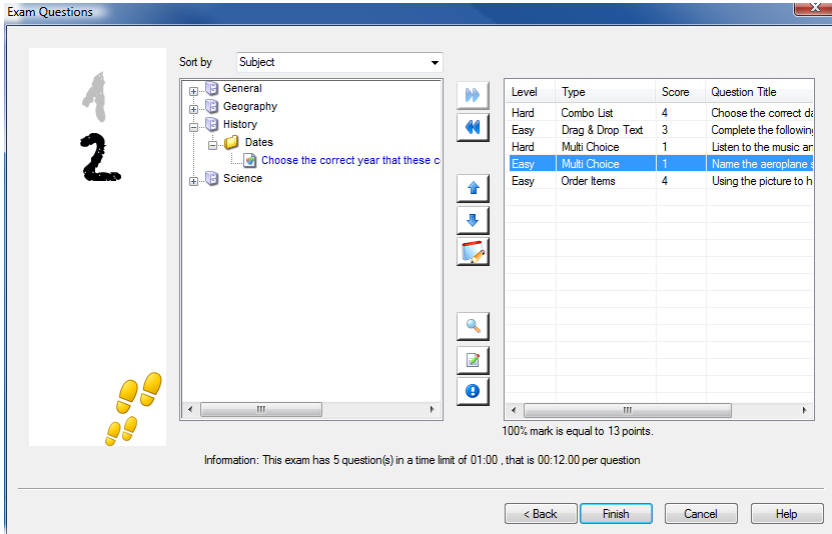 Exam Questions
1
2
Sort by Subject
General
Geography
History
Dates
Choose the correct year that these c
Science
Level Type Score Question Title
Hard Combo List 4 Choose the correct da
Easy Drag & Drop Text 3 Complete the following
Hard Multi Choice 1 Listen to the music an
Easy Multi Choice 1 Name the aeroplane s
Easy Order Items 4 Using the picture to h
100% mark is equal to 13 points.
Information: This exam has 5 question(s) in a time limit of 01:00 , that is 00:12.00 per question
< Back Finish Cancel Help